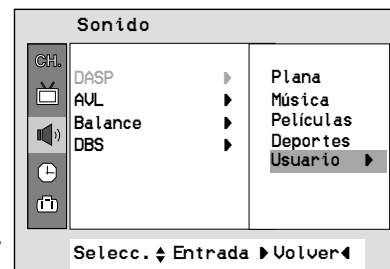 Sonido
CH.
DASP
AVL
Balance
DBS
Plana
Música
Películas
Deportes
Usuario
Selecc. Entrada Volver